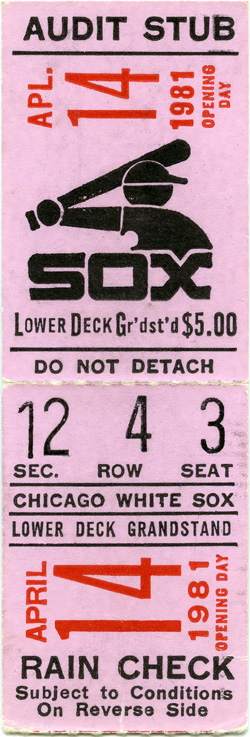 AUDIT STUB
APL. 14 1981 OPENING DAY
SOX
LOWER DECK Gr'dst'd $5.00
DO NOT DETACH
12 4 3
SEC. ROW SEAT
CHICAGO WHITE SOX
LOWER DECK GRANDSTAND
APRIL 14 1981 OPENING DAY
RAIN CHECK
Subject to Conditions
On Reverse Side